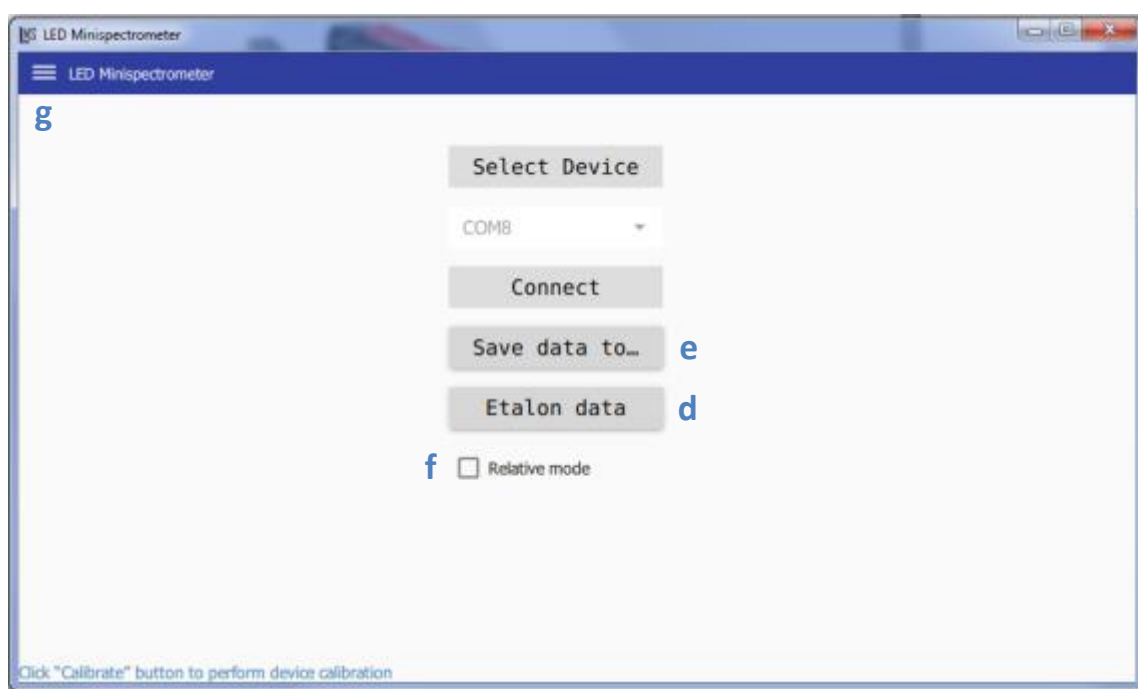 LED Minispectrometer
LED Minispectrometer
g
Select Device
COM8
Connect
Save data to… e
Etalon data d
f Relative mode
Click "Calibrate" button to perform device calibration